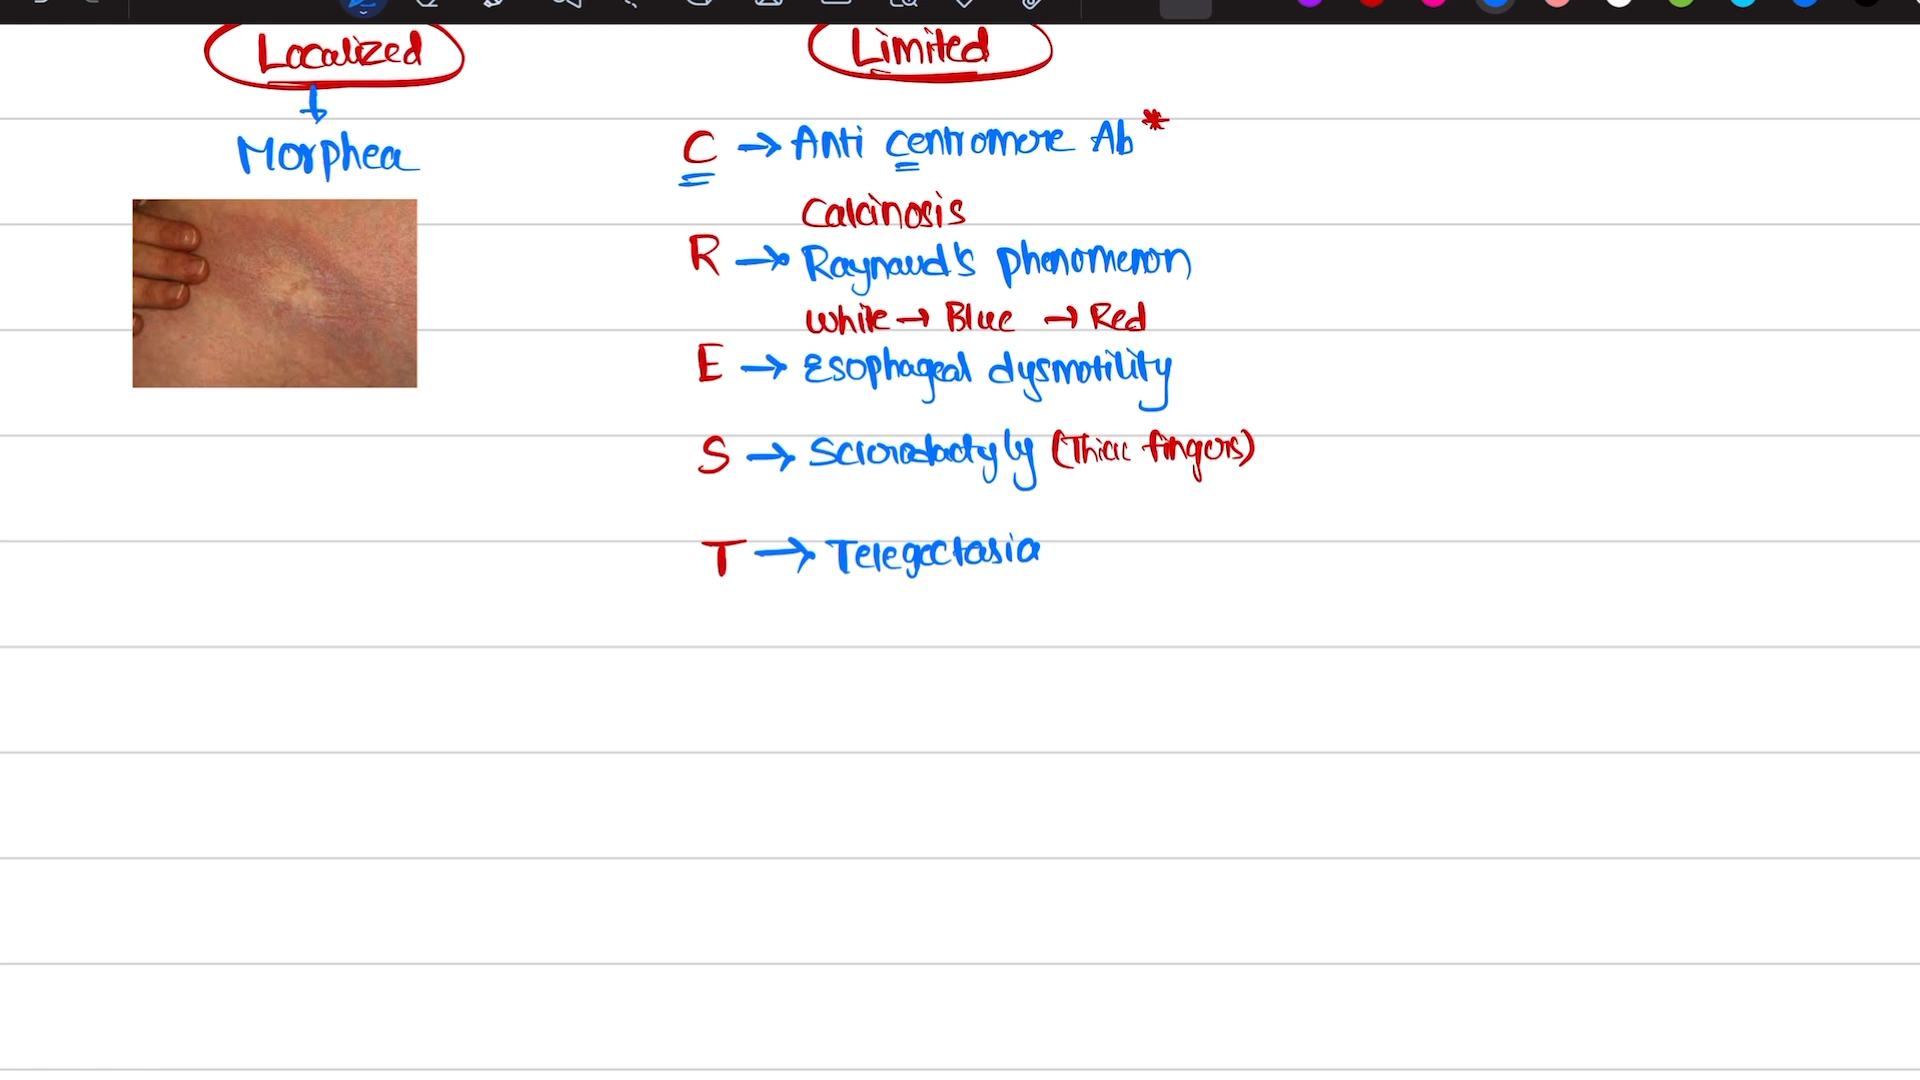 Localized
Morphea
Limited
C → Anti centromere Ab*
Calcinosis
R → Raynaud's phenomenon
white → Blue → Red
E → Esophageal dysmotility
S → Sclerodactyly (Thick fingers)
T → Telegectasia